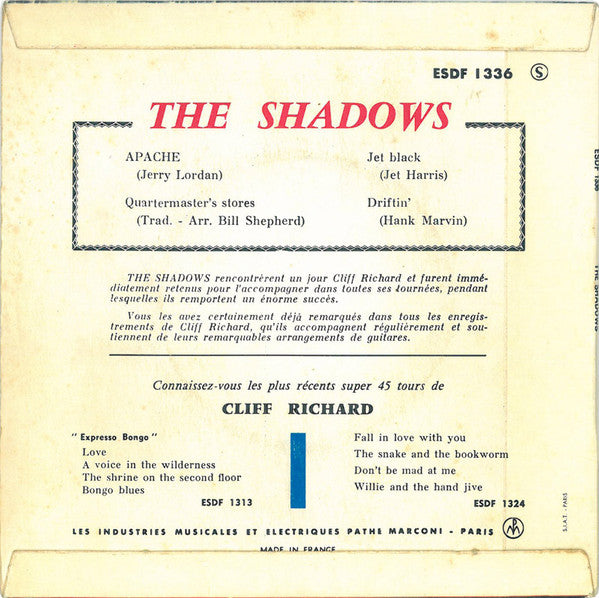 ESDF 1336 Ⓢ
THE SHADOWS
APACHE
(Jerry Lordan)
Quartermaster's stores
(Trad. - Arr. Bill Shepherd)
Jet black
(Jet Harris)
Driftin'
(Hank Marvin)
THE SHADOWS rencontrèrent un jour Cliff Richard et furent immé-
diatement retenus pour l'accompagner dans toutes ses tournées, pendant
lesquelles ils remportent un énorme succès.
Vous les avez certainement déjà remarqués dans tous les enregis-
trements de Cliff Richard, qu'ils accompagnent régulièrement et sou-
tiennent de leurs remarquables arrangements de guitares.
Connaissez-vous les plus récents super 45 tours de
CLIFF RICHARD
"Expresso Bongo"
Love
A voice in the wilderness
The shrine on the second floor
Bongo blues
ESDF 1313
Fall in love with you
The snake and the bookworm
Don't be mad at me
Willie and the hand jive
ESDF 1324
LES INDUSTRIES MUSICALES ET ELECTRIQUES PATHE MARCONI - PARIS
MADE IN FRANCE
ESDF 1336
THE SHADOWS
S.I.A.T. - PARIS